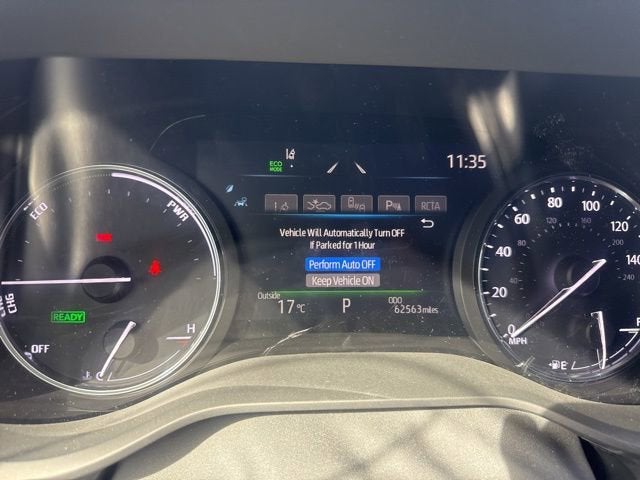 ECO
MODE
11:35
RCTA
Vehicle Will Automatically Turn OFF
If Parked for 1 Hour
Perform Auto OFF
Keep Vehicle ON
Outside
17 °C
P
ODO
62563 miles
ECO
PWR
CHG
READY
OFF
H
C
0
20
40
60
80
100
120
140
MPH
E